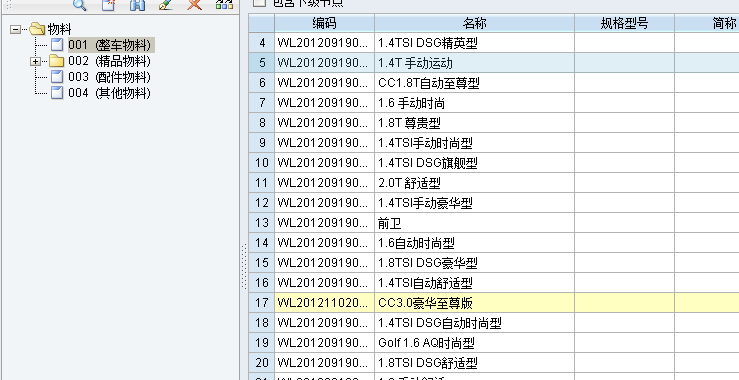 包含下级节点
物料
001 (整车物料)
002 (精品物料)
003 (配件物料)
004 (其他物料)
编码 名称 规格型号 简称
4 WL201209190... 1.4TSI DSG精英型
5 WL201209190... 1.4T 手动运动
6 WL201209190... CC1.8T自动至尊型
7 WL201209190... 1.6 手动时尚
8 WL201209190... 1.8T 尊贵型
9 WL201209190... 1.4TSI手动时尚型
10 WL201209190... 1.4TSI DSG旗舰型
11 WL201209190... 2.0T 舒适型
12 WL201209190... 1.4TSI手动豪华型
13 WL201209190... 前卫
14 WL201209190... 1.6自动时尚型
15 WL201209190... 1.8TSI DSG豪华型
16 WL201209190... 1.4TSI自动舒适型
17 WL201211020... CC3.0豪华至尊版
18 WL201209190... 1.4TSI DSG自动时尚型
19 WL201209190... Golf 1.6 AQ时尚型
20 WL201209190... 1.8TSI DSG舒适型